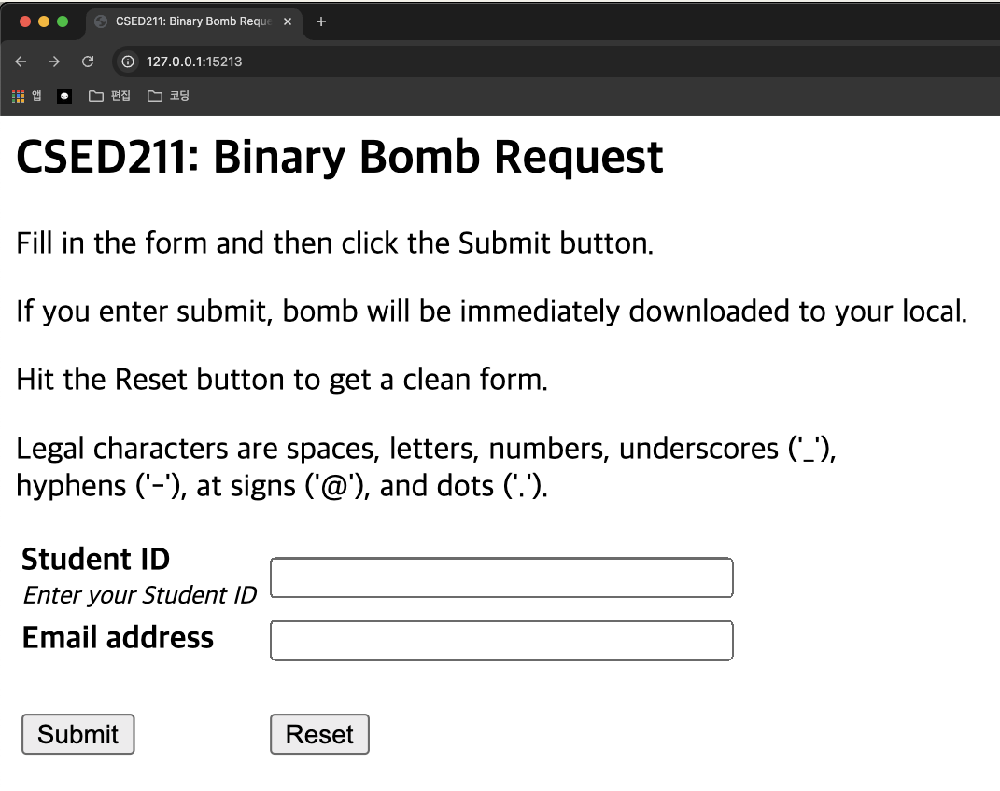 CSED211: Binary Bomb Reque
127.0.0.1:15213
앱 편집 코딩
CSED211: Binary Bomb Request
Fill in the form and then click the Submit button.
If you enter submit, bomb will be immediately downloaded to your local.
Hit the Reset button to get a clean form.
Legal characters are spaces, letters, numbers, underscores ('_'),
hyphens ('-'), at signs ('@'), and dots ('.').
Student ID
Enter your Student ID
Email address
Submit Reset